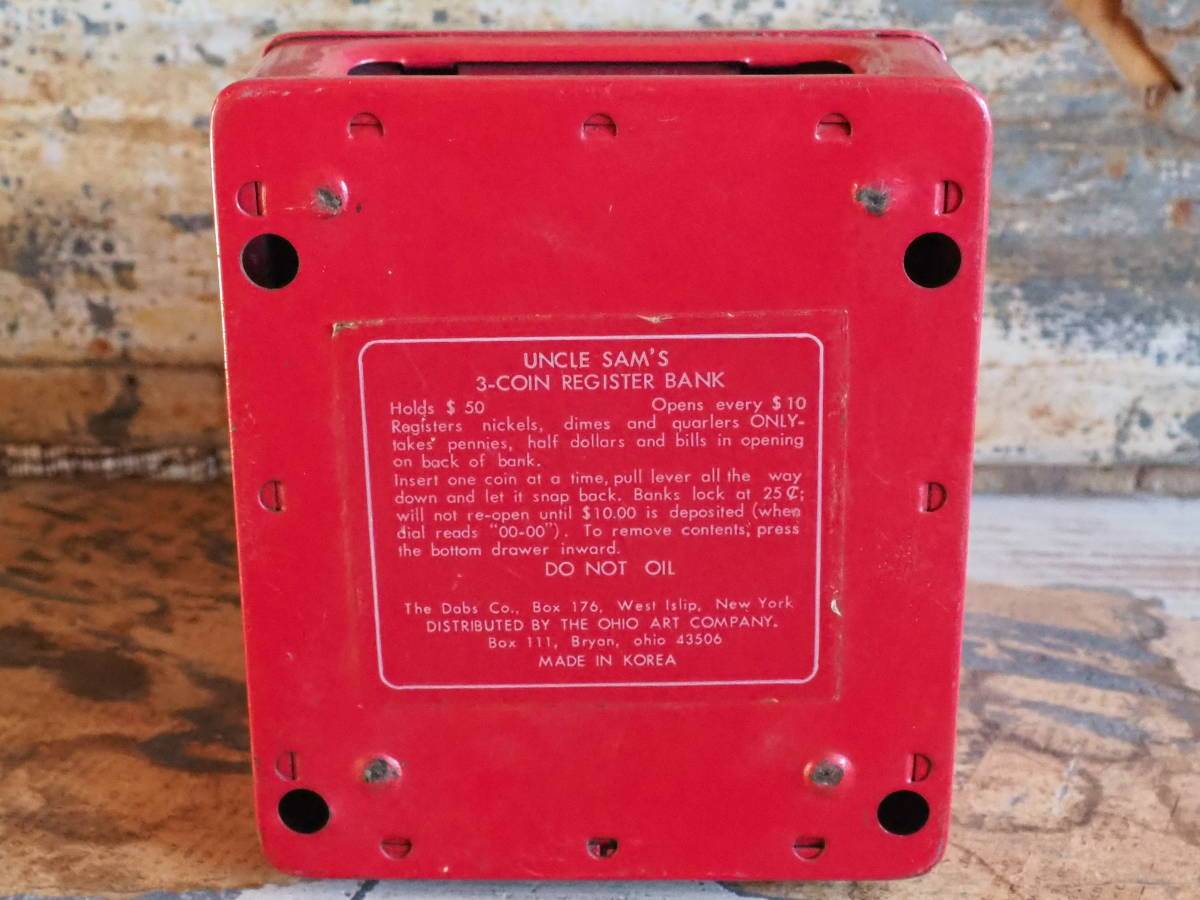 UNCLE SAM'S
3-COIN REGISTER BANK
Holds $ 50 Opens every $10
Registers nickels, dimes and quarlers ONLY-
takes pennies, half dollars and bills in opening
on back of bank.
Insert one coin at a time, pull lever all the way
down and let it snap back. Banks lock at 25¢;
will not re-open until $10.00 is deposited (when
dial reads "00-00"). To remove contents, press
the bottom drawer inward.
DO NOT OIL
The Dabs Co., Box 176, West Islip, New York
DISTRIBUTED BY THE OHIO ART COMPANY.
Box 111, Bryan, ohio 43506
MADE IN KOREA